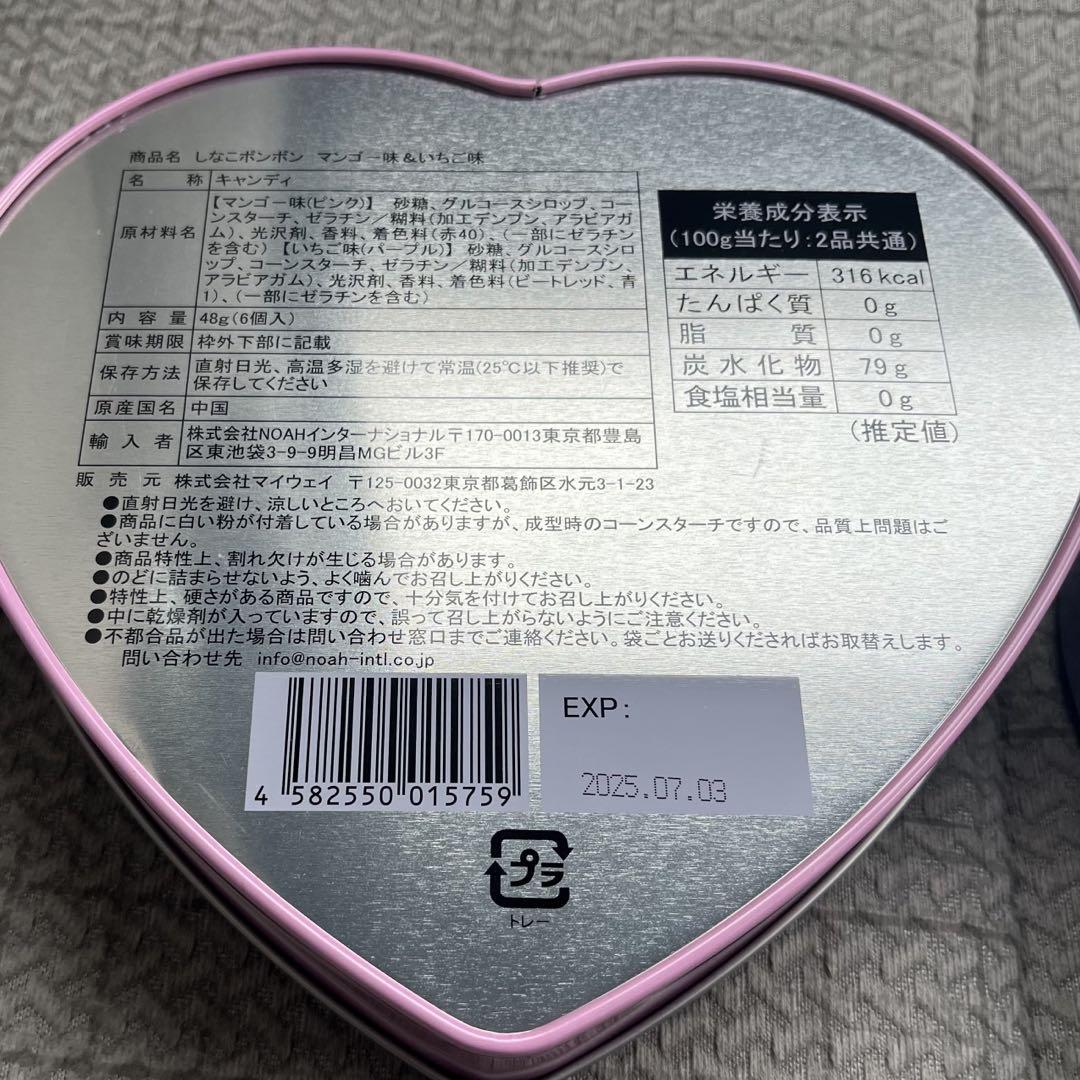 商品名 しなこボンボン マンゴー味&いちご味
名 称 キャンディ
原材料名
【マンゴー味(ピンク)】 砂糖、グルコースシロップ、コー
ンスターチ、ゼラチン／糊料(加工デンプン、アラビアガ
ム)、光沢剤、香料、着色料(赤40)、(一部にゼラチン
を含む) 【いちご味(パープル)】 砂糖、グルコースシロ
ップ、コーンスターチ、ゼラチン／糊料(加工デンプン、
アラビアガム)、光沢剤、香料、着色料(ビートレッド、青
1)、(一部にゼラチンを含む)
内 容 量 48g(6個入)
賞味期限 枠外下部に記載
保存方法 直射日光、高温多湿を避けて常温(25℃以下推奨)で
保存してください
原産国名 中国
輸 入 者 株式会社NOAHインターナショナル〒170-0013東京都豊島
区東池袋3-9-9明昌MGビル3F
販 売 元 株式会社マイウェイ 〒125-0032東京都葛飾区水元3-1-23
栄養成分表示
(100g当たり:2品共通)
エネルギー 316kcal
たんぱく質 0g
脂 質 0g
炭水化物 79g
食塩相当量 0g
(推定値)
●直射日光を避け、涼しいところへおいてください。
●商品に白い粉が付着している場合がありますが、成型時のコーンスターチですので、品質上問題はご
ざいません。
●商品特性上、割れ欠けが生じる場合があります。
●のどに詰まらせないよう、よく噛んでお召し上がりください。
●特性上、硬さがある商品ですので、十分気を付けてお召し上がりください。
●中に乾燥剤が入っていますので、誤って召し上がらないようにご注意ください。
●不都合品が出た場合は問い合わせ窓口までご連絡ください。袋ごとお送りくださればお取替えします。
問い合わせ先 info@noah-intl.co.jp
4 582550 015759
EXP:
2025.07.03
プラ
トレー